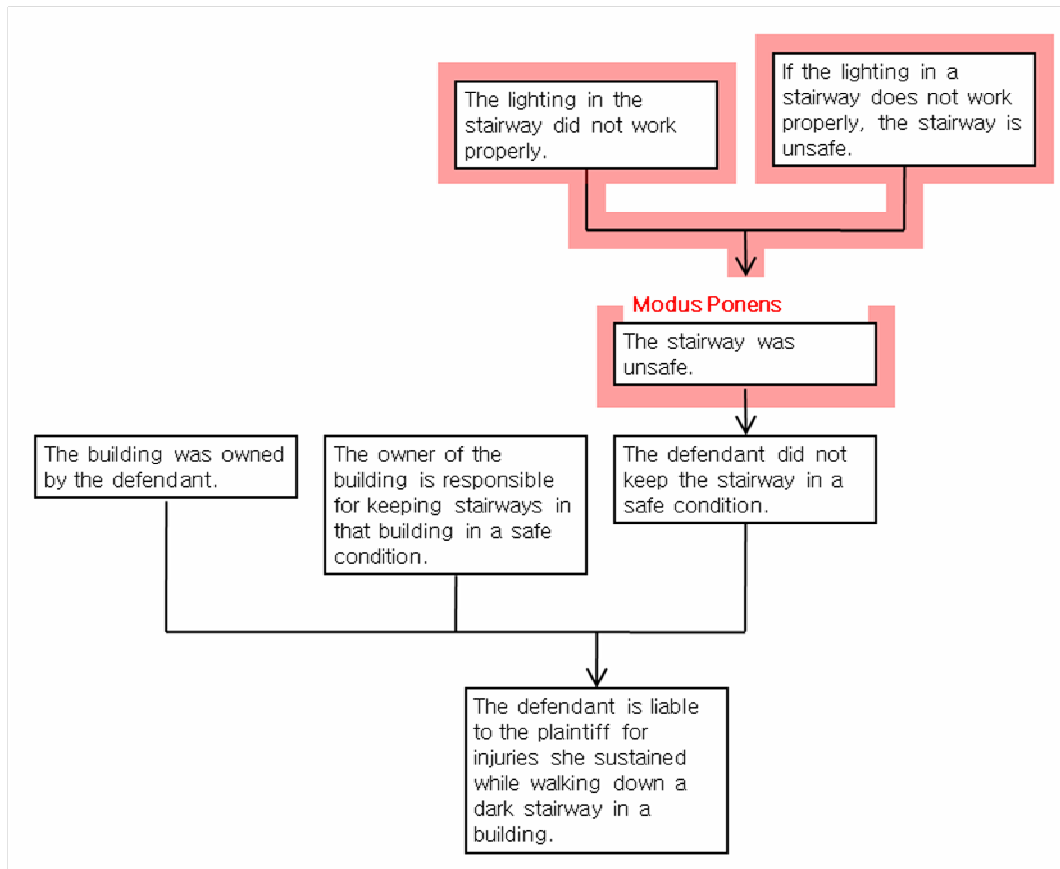 The lighting in the
stairway did not work
properly.
If the lighting in a
stairway does not work
properly, the stairway is
unsafe.
Modus Ponens
The stairway was
unsafe.
The building was owned
by the defendant.
The owner of the
building is responsible
for keeping stairways in
that building in a safe
condition.
The defendant did not
keep the stairway in a
safe condition.
The defendant is liable
to the plaintiff for
injuries she sustained
while walking down a
dark stairway in a
building.